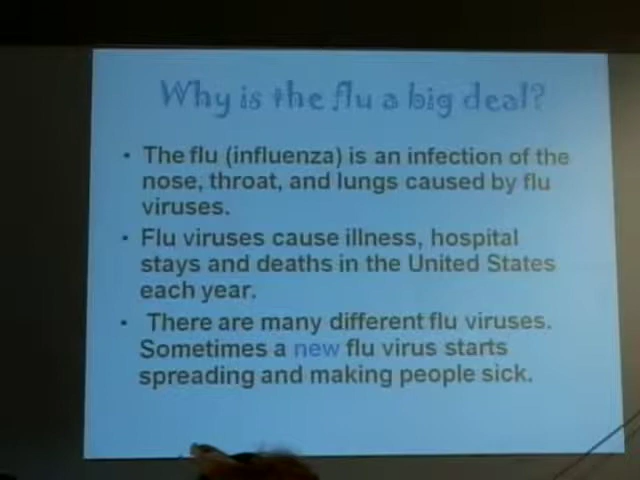 Why is the flu a big deal?
• The flu (influenza) is an infection of the
nose, throat, and lungs caused by flu
viruses.
• Flu viruses cause illness, hospital
stays and deaths in the United States
each year.
• There are many different flu viruses.
Sometimes a new flu virus starts
spreading and making people sick.